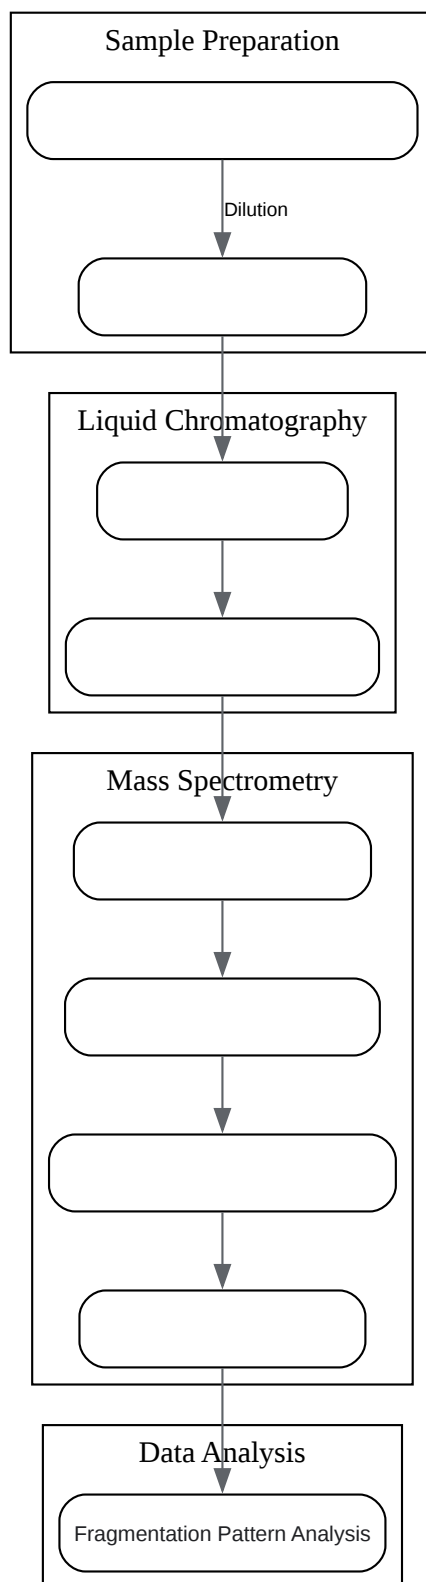 Sample Preparation
Dilution
Liquid Chromatography
Mass Spectrometry
Data Analysis
Fragmentation Pattern Analysis